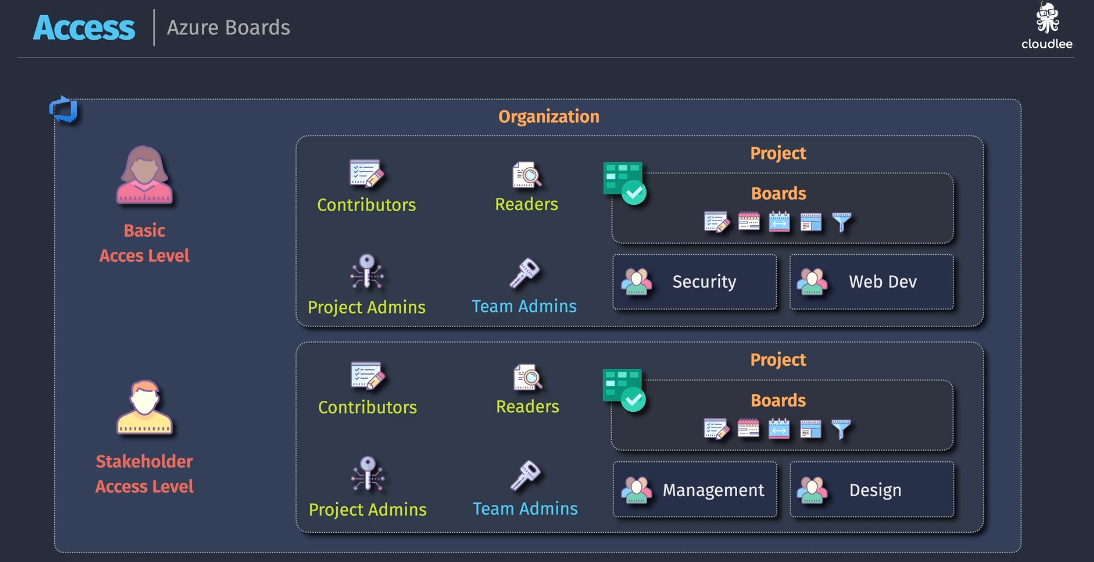 Access
Azure Boards
cloudlee
Organization
Basic
Acces Level
Contributors
Readers
Project
Boards
Project Admins
Team Admins
Security
Web Dev
Stakeholder
Access Level
Contributors
Readers
Project
Boards
Project Admins
Team Admins
Management
Design